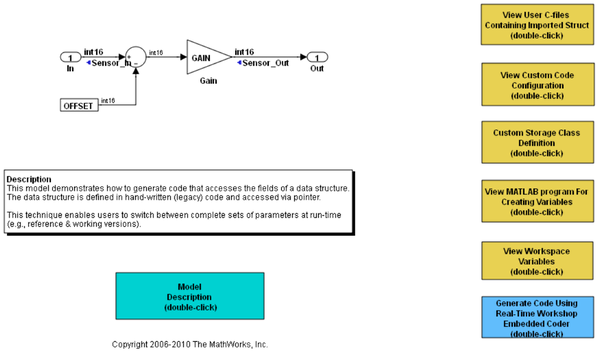 int16
int16
int16
1
Sensor_In
GAIN
Sensor_Out
1
In
Gain
Out
OFFSET
int16
Description
This model demonstrates how to generate code that accesses the fields of a data structure.
The data structure is defined in hand-written (legacy) code and accessed via pointer.
This technique enables users to switch between complete sets of parameters at run-time
(e.g., reference & working versions).
Model
Description
(double-click)
Copyright 2006-2010 The MathWorks, Inc.
View User C-files
Containing Imported Struct
(double-click)
View Custom Code
Configuration
(double-click)
Custom Storage Class
Definition
(double-click)
View MATLAB program For
Creating Variables
(double-click)
View Workspace
Variables
(double-click)
Generate Code Using
Real-Time Workshop
Embedded Coder
(double-click)